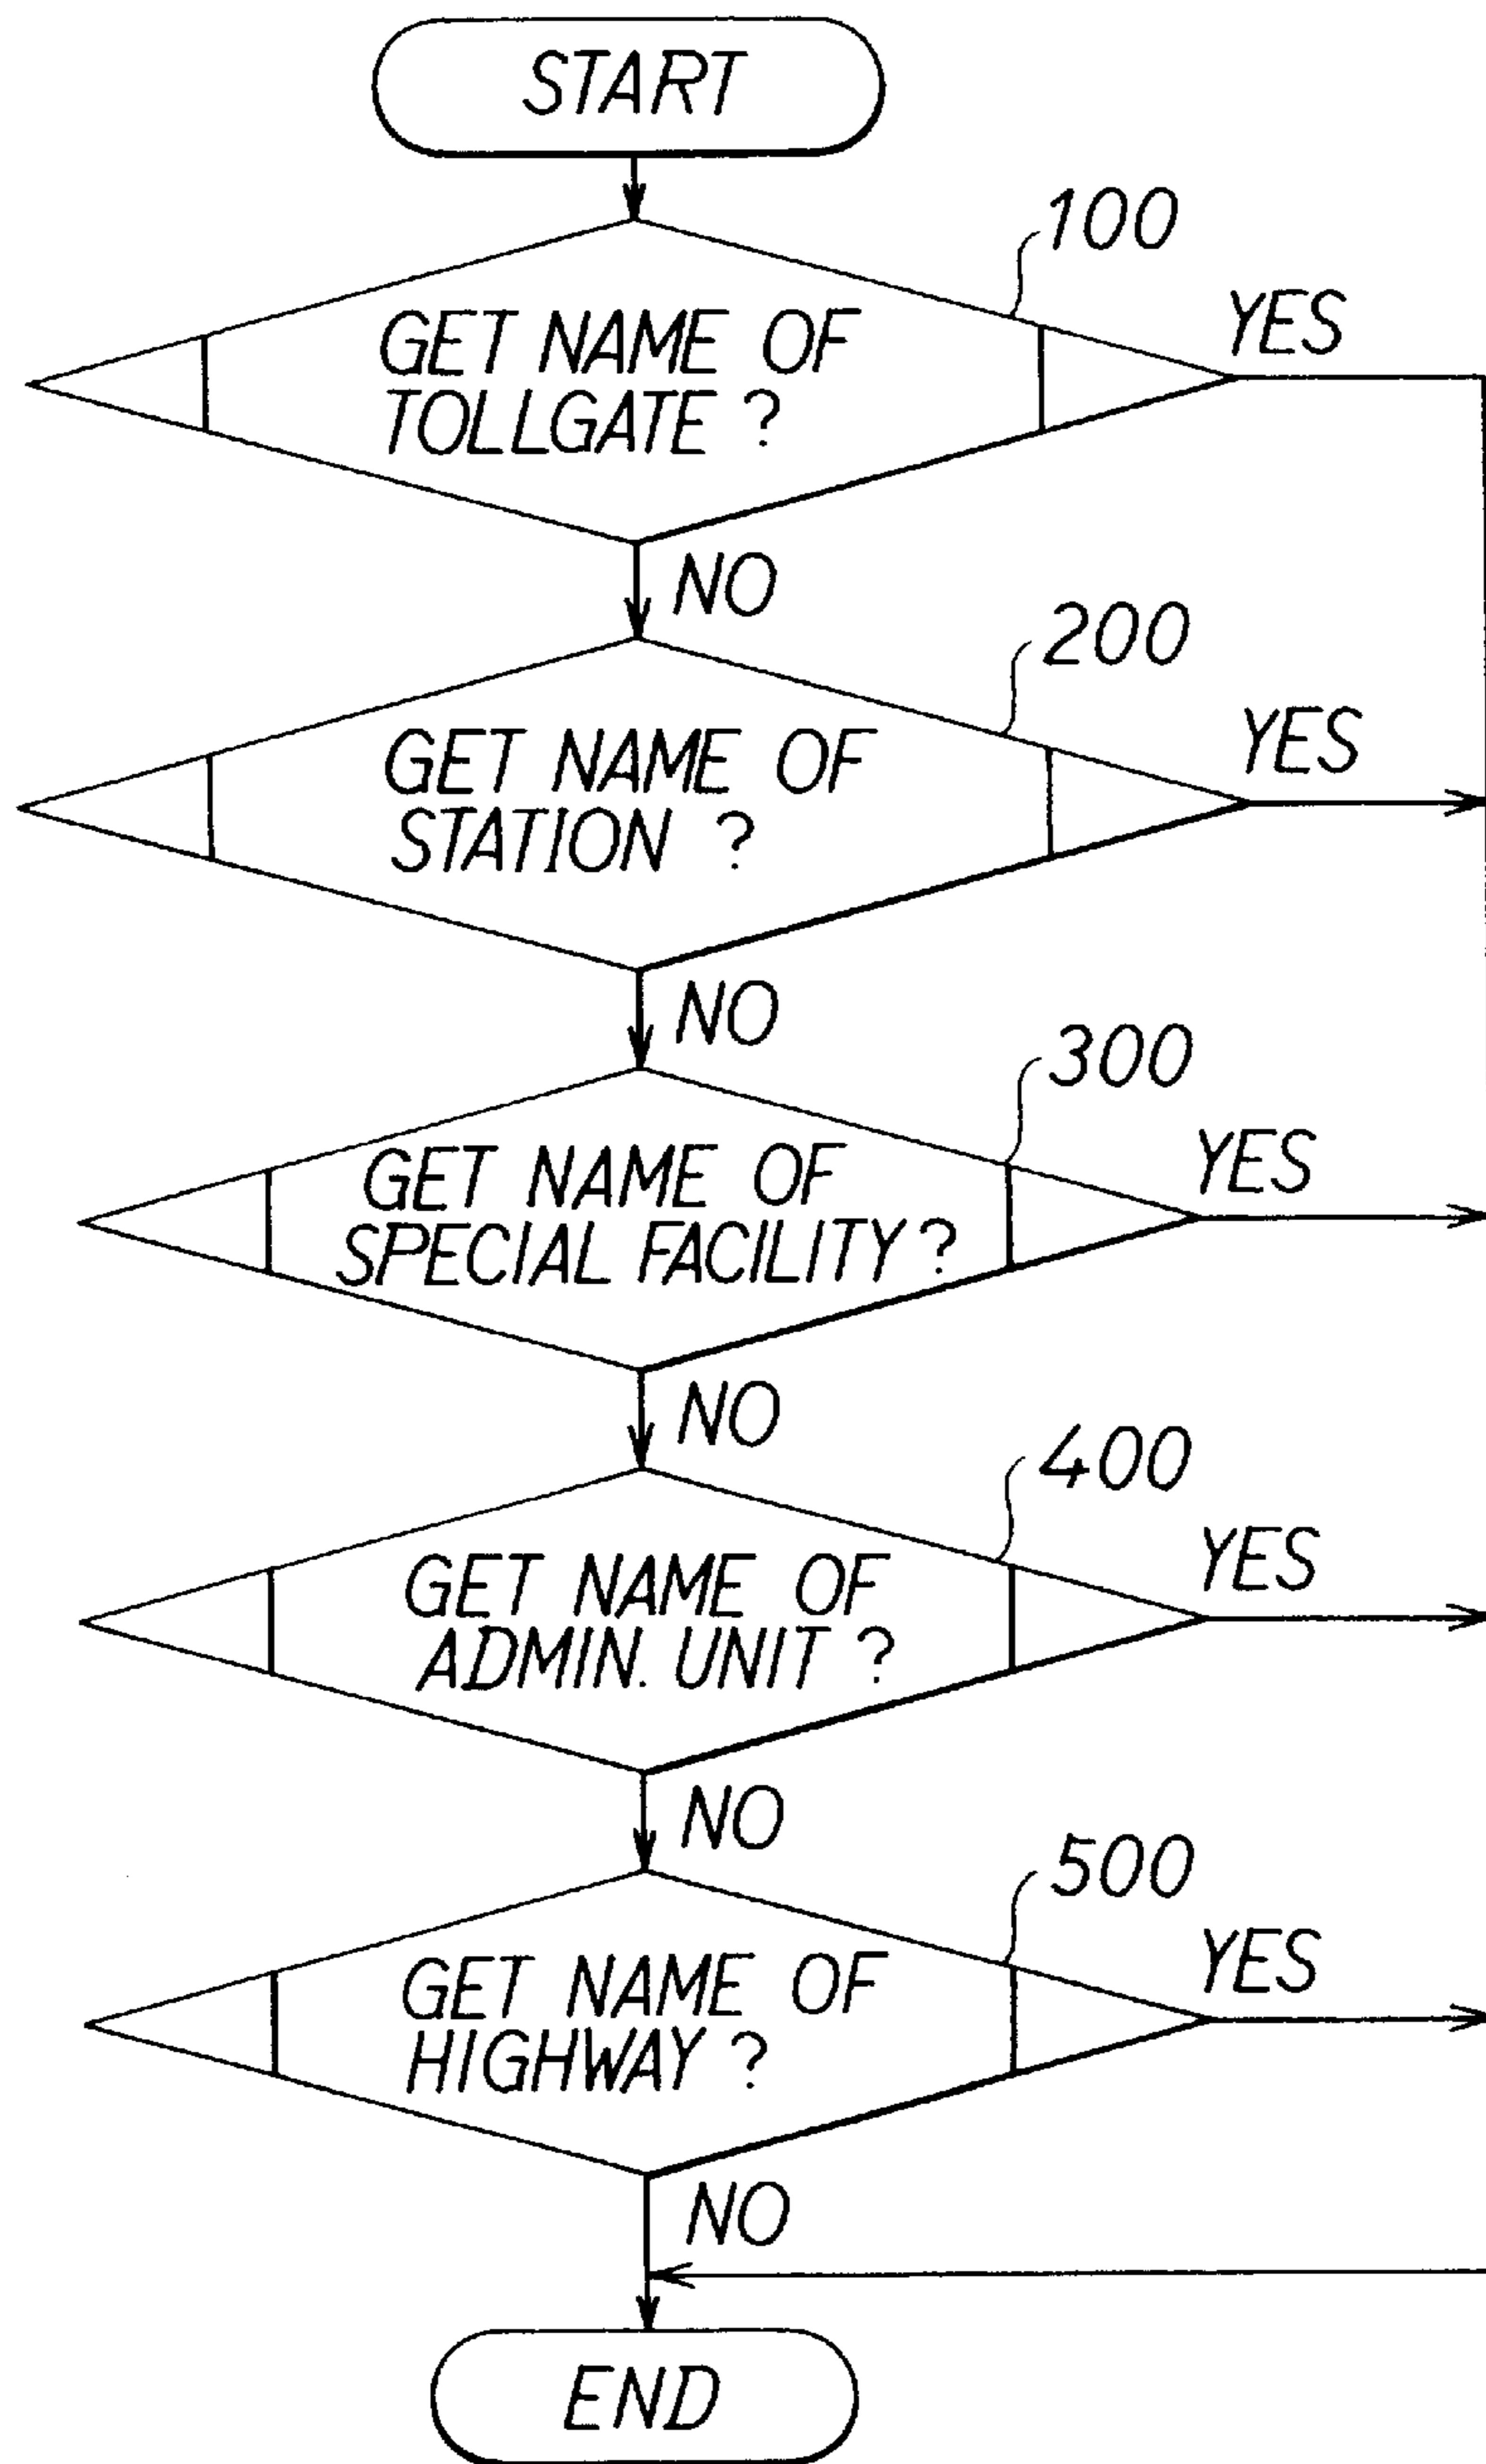 START
100
GET NAME OF
TOLLGATE ?
YES
NO
200
GET NAME OF
STATION ?
YES
NO
300
GET NAME OF
SPECIAL FACILITY ?
YES
NO
400
GET NAME OF
ADMIN. UNIT ?
YES
NO
500
GET NAME OF
HIGHWAY ?
YES
NO
END